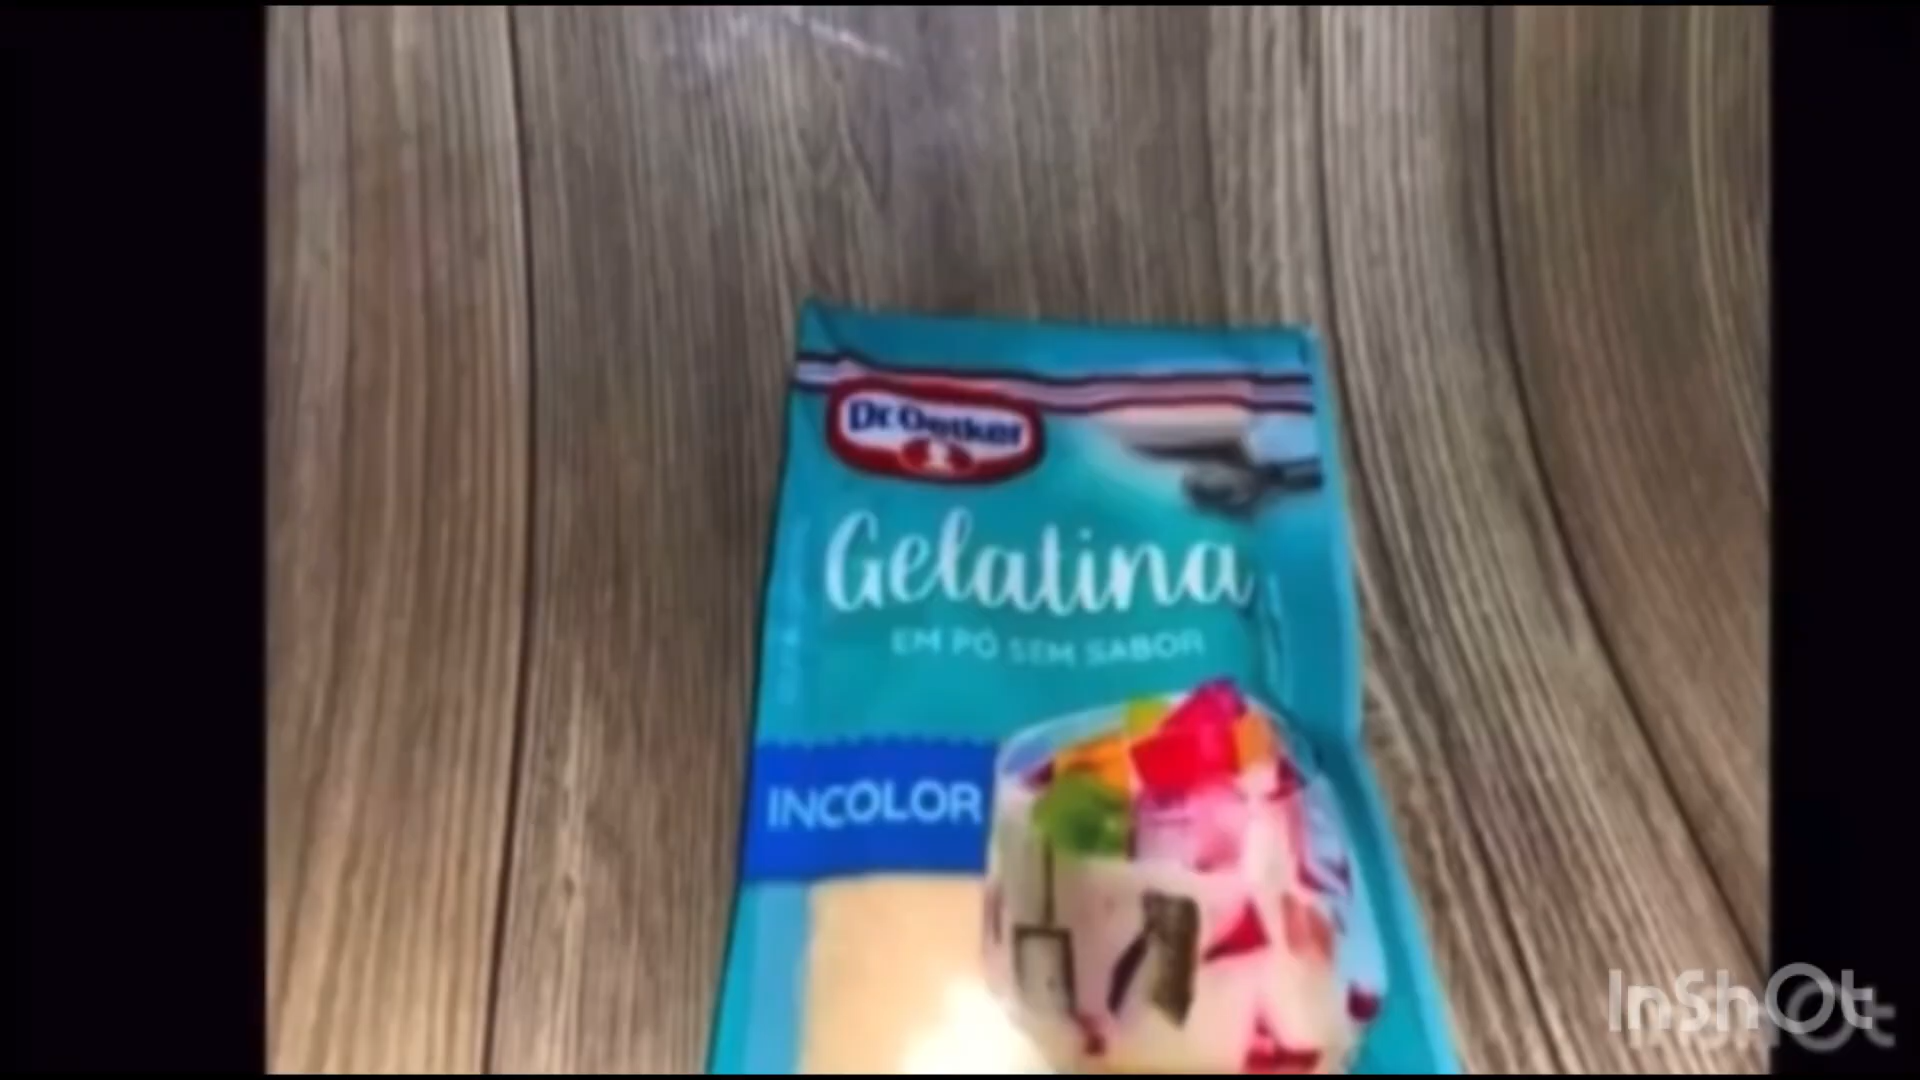 Dr. Oetker
Gelatina
EM PÓ SEM SABOR
INCOLOR
InShOt